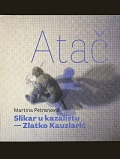 Atač
Martina Petranović
Slikar u kazalištu
— Zlatko Kauzlarić